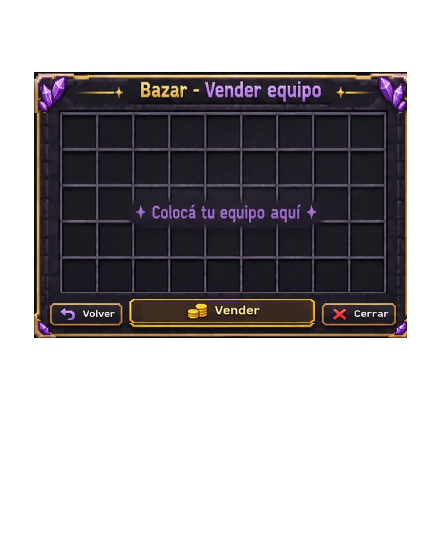 Bazar - Vender equipo
Colocá tu equipo aquí
Volver
Vender
Cerrar